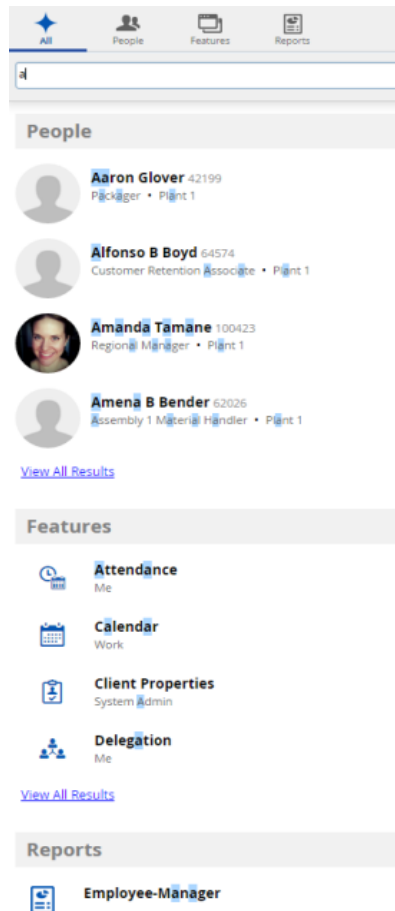 All People Features Reports
a
People
Aaron Glover 42199
Packager • Plant 1
Alfonso B Boyd 64574
Customer Retention Associate • Plant 1
Amanda Tamane 100423
Regional Manager • Plant 1
Amena B Bender 62026
Assembly 1 Material Handler • Plant 1
View All Results
Features
Attendance
Me
Calendar
Work
Client Properties
System Admin
Delegation
Me
View All Results
Reports
Employee-Manager